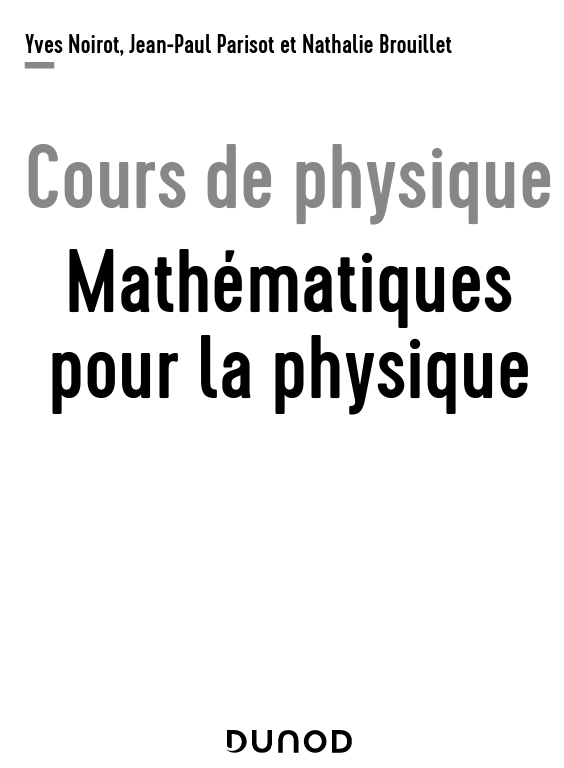 Yves Noirot, Jean-Paul Parisot et Nathalie Brouillet
Cours de physique
Mathématiques
pour la physique
DUNOD